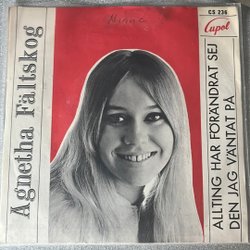 CS 236
Cupol
Agnetha Fältskog
ALLTING HAR FÖRÄNDRAT SEJ
DEN JAG VÄNTAT PÅ